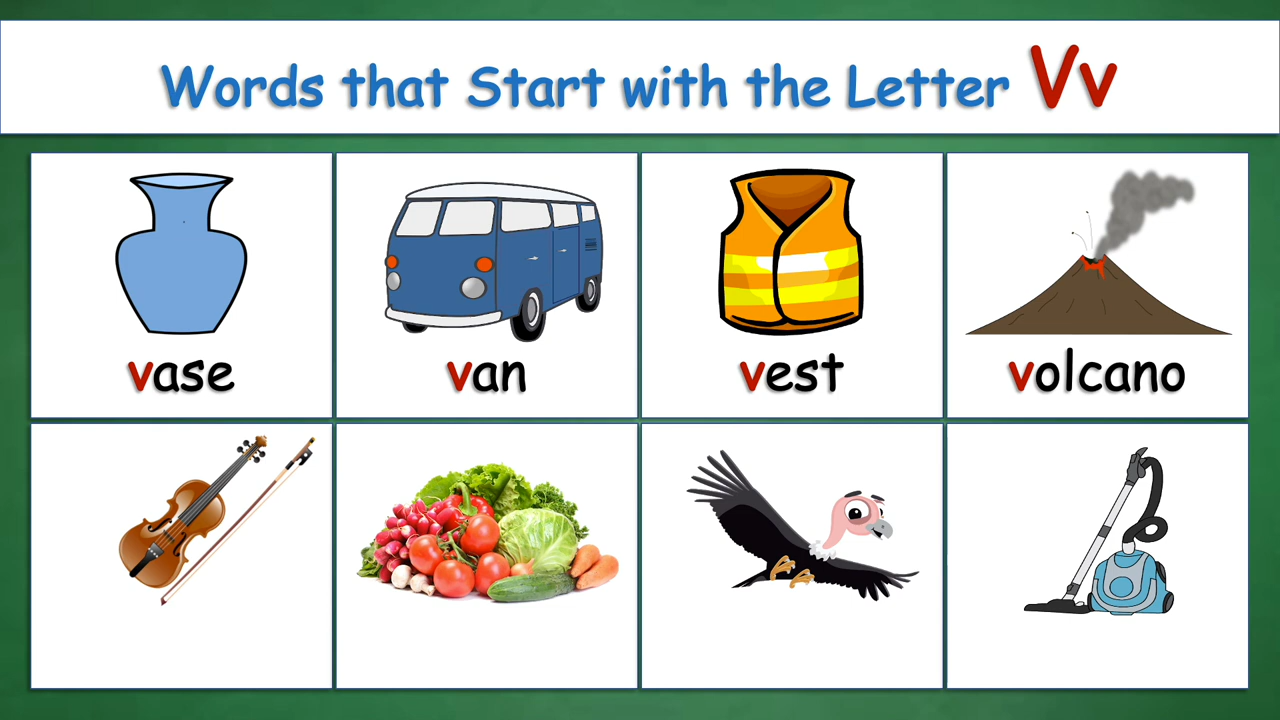 Words that Start with the Letter Vv
vase
van
vest
volcano